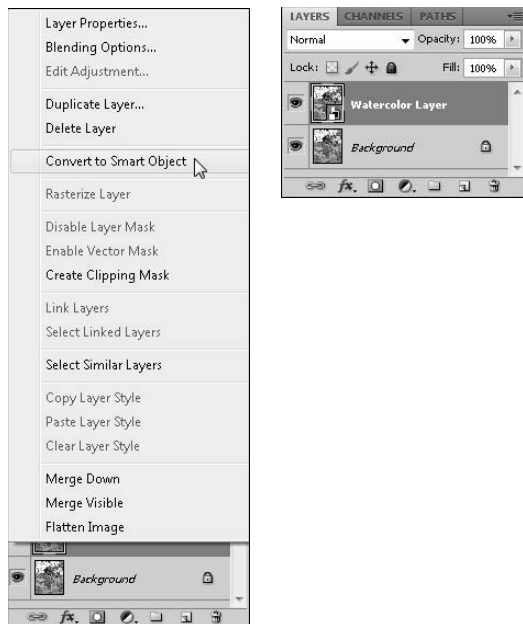 Layer Properties...
Blending Options...
Edit Adjustment...
Duplicate Layer...
Delete Layer
Convert to Smart Object
Rasterize Layer
Disable Layer Mask
Enable Vector Mask
Create Clipping Mask
Link Layers
Select Linked Layers
Select Similar Layers
Copy Layer Style
Paste Layer Style
Clear Layer Style
Merge Down
Merge Visible
Flatten Image
Background
fx.
LAYERS CHANNELS PATHS
Normal Opacity: 100%
Lock: Fill: 100%
Watercolor Layer
Background
fx.